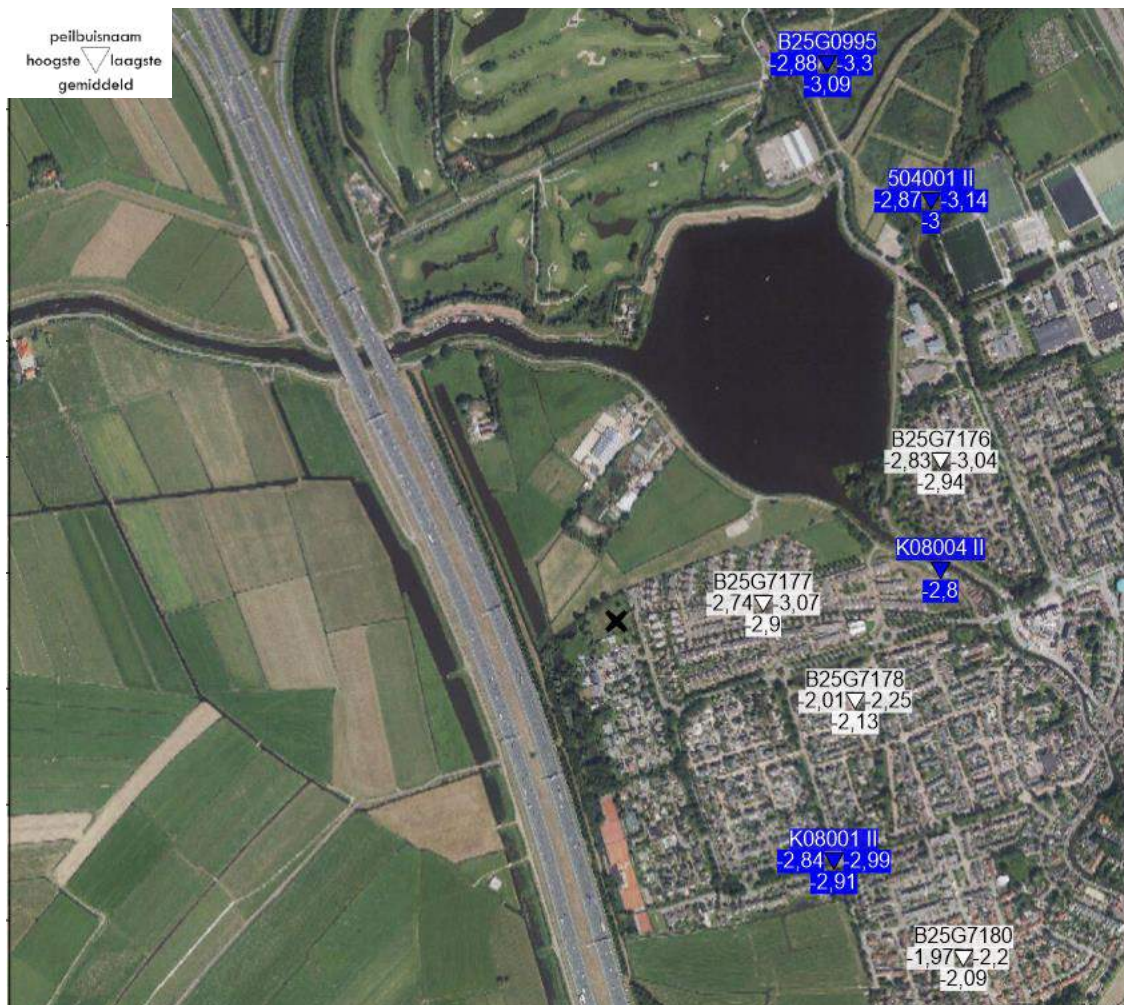 peilbuisnaam
hoogste laagste
gemiddeld
B25G0995
-2,88 -3,3
-3,09
504001 II
-2,87 -3,14
-3
B25G7176
-2,83 -3,04
-2,94
K08004 II
-2,8
B25G7177
-2,74 -3,07
-2,9
B25G7178
-2,01 -2,25
-2,13
K08001 II
-2,84 -2,99
-2,91
B25G7180
-1,97 -2,2
-2,09